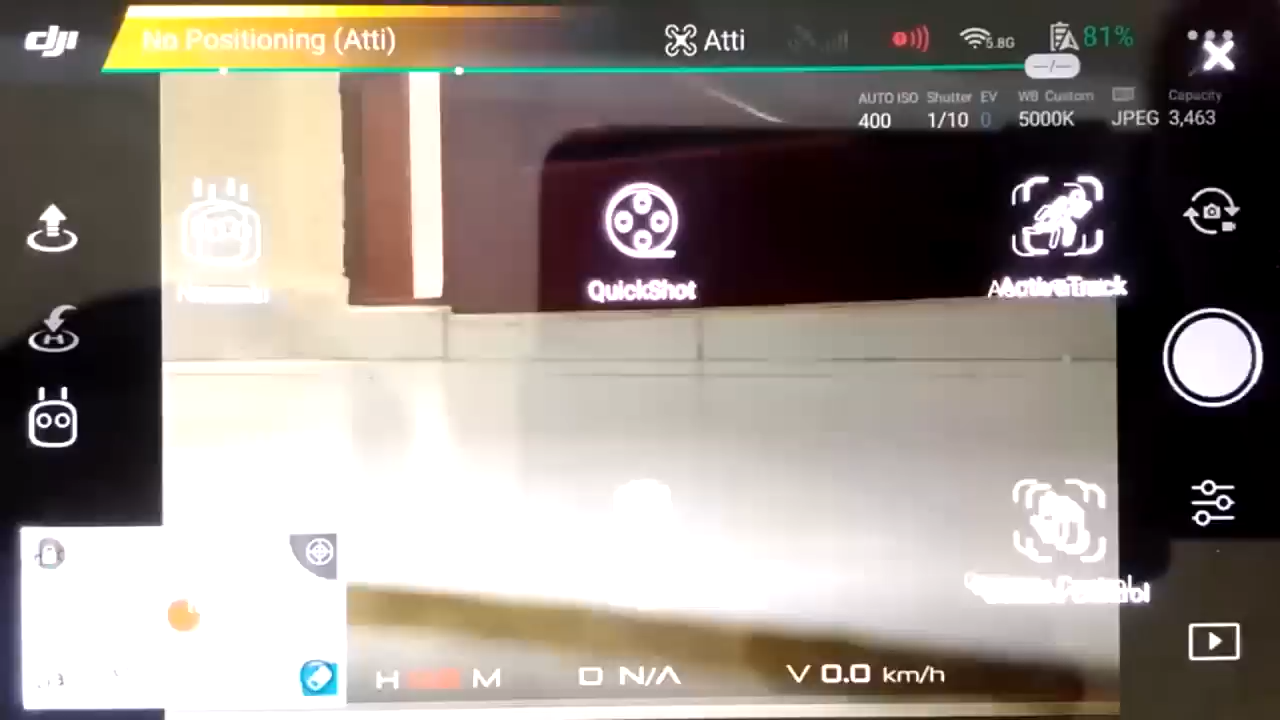 dji No Positioning (Atti) Atti 5.8G 81%
--/--
AUTO ISO Shutter EV WB Custom Capacity
400 1/10 0 5000K JPEG 3,463
QuickShot ActiveTrack
H M D N/A V 0.0 km/h